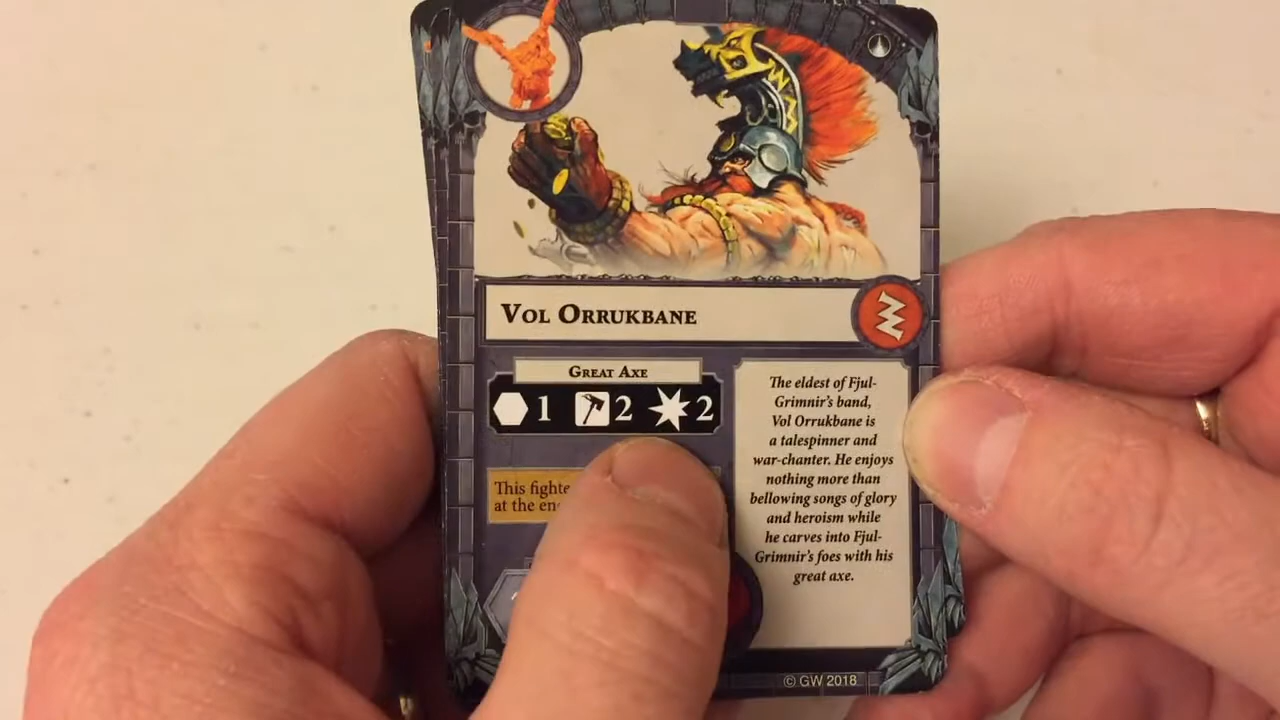 VOL ORRUKBANE
GREAT AXE
1 2 2
The eldest of Fjul-
Grimnir's band,
Vol Orrukbane is
a talespinner and
war-chanter. He enjoys
nothing more than
bellowing songs of glory
and heroism while
he carves into Fjul-
Grimnir's foes with his
great axe.
This
at the
© GW 2018